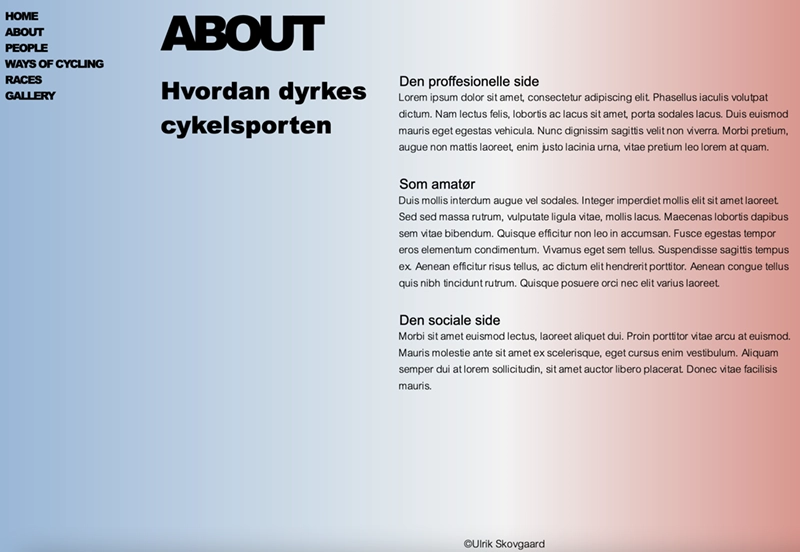 HOME
ABOUT
PEOPLE
WAYS OF CYCLING
RACES
GALLERY
ABOUT
Hvordan dyrkes
cykelsporten
Den proffesionelle side
Lorem ipsum dolor sit amet, consectetur adipiscing elit. Phasellus iaculis volutpat
dictum. Nam lectus felis, lobortis ac lacus sit amet, porta sodales lacus. Duis euismod
mauris eget egestas vehicula. Nunc dignissim sagittis velit non viverra. Morbi pretium,
augue non mattis laoreet, enim justo lacinia urna, vitae pretium leo lorem at quam.
Som amatør
Duis mollis interdum augue vel sodales. Integer imperdiet mollis elit sit amet laoreet.
Sed sed massa rutrum, vulputate ligula vitae, mollis lacus. Maecenas lobortis dapibus
sem vitae bibendum. Quisque efficitur non leo in accumsan. Fusce egestas tempor
eros elementum condimentum. Vivamus eget sem tellus. Suspendisse sagittis tempus
ex. Aenean efficitur risus tellus, ac dictum elit hendrerit porttitor. Aenean congue tellus
quis nibh tincidunt rutrum. Quisque posuere orci nec elit varius laoreet.
Den sociale side
Morbi sit amet euismod lectus, laoreet aliquet dui. Proin porttitor vitae arcu at euismod.
Mauris molestie ante sit amet ex scelerisque, eget cursus enim vestibulum. Aliquam
semper dui at lorem sollicitudin, sit amet auctor libero placerat. Donec vitae facilisis
mauris.
©Ulrik Skovgaard